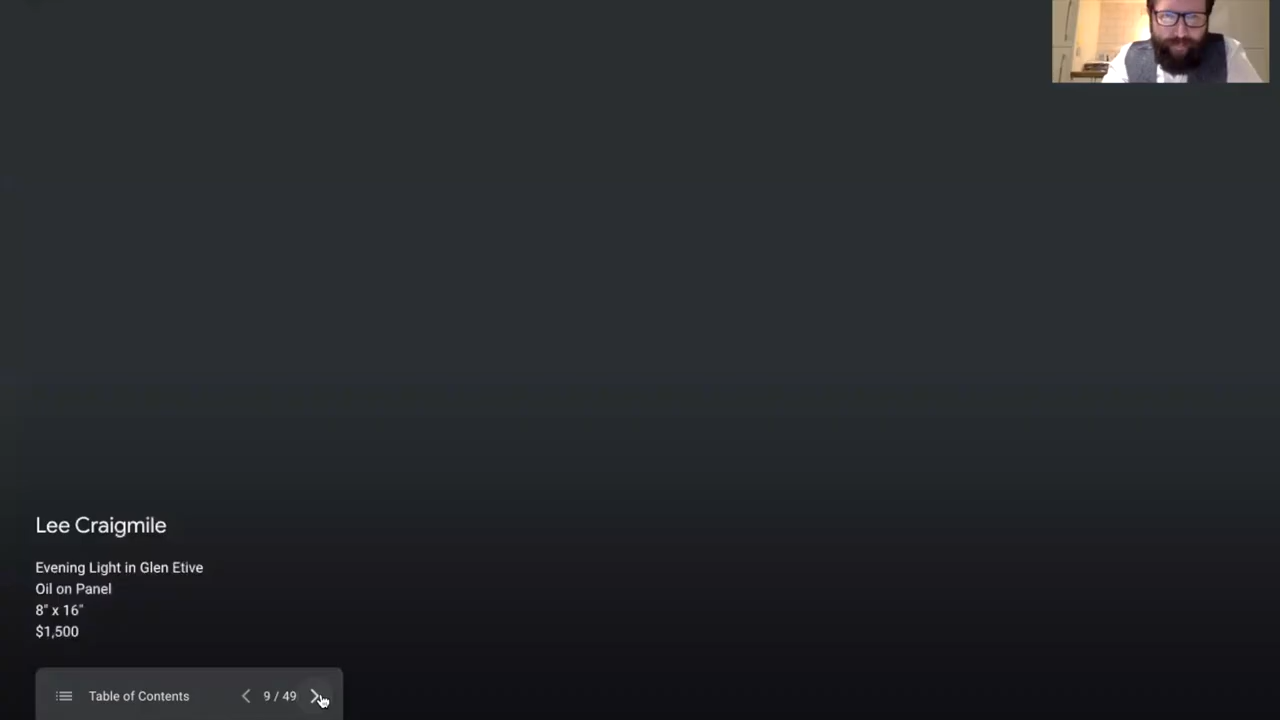 Lee Craigmile
Evening Light in Glen Etive
Oil on Panel
8" x 16"
$1,500
Table of Contents
9 / 49